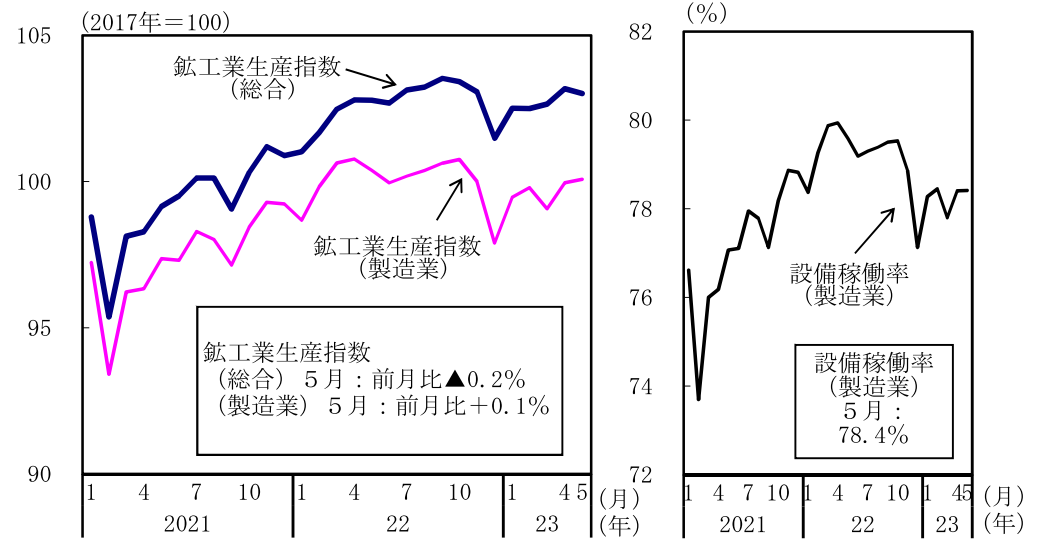 (2017年＝100)
105
100
95
90
鉱工業生産指数
(総合)
鉱工業生産指数
(製造業)
鉱工業生産指数
(総合) ５月：前月比▲0.2%
(製造業) ５月：前月比＋0.1%
1 4 7 10 1 4 7 10 1 4 5 (月)
2021 22 23 (年)
(%)
82
80
78
76
74
72
設備稼働率
(製造業)
設備稼働率
(製造業)
５月：
78.4%
1 4 7 10 1 4 7 10 1 45 (月)
2021 22 23 (年)